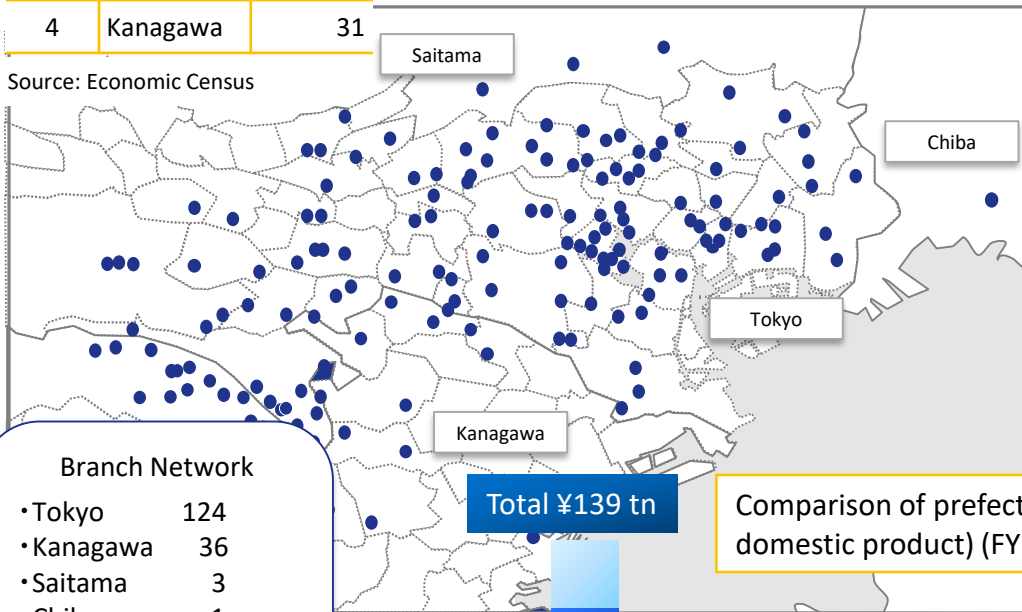 4 Kanagawa 31
Source: Economic Census
Saitama
Chiba
Tokyo
Kanagawa
Branch Network
・Tokyo 124
・Kanagawa 36
・Saitama 3
Total ¥139 tn
Comparison of prefect
domestic product) (FY